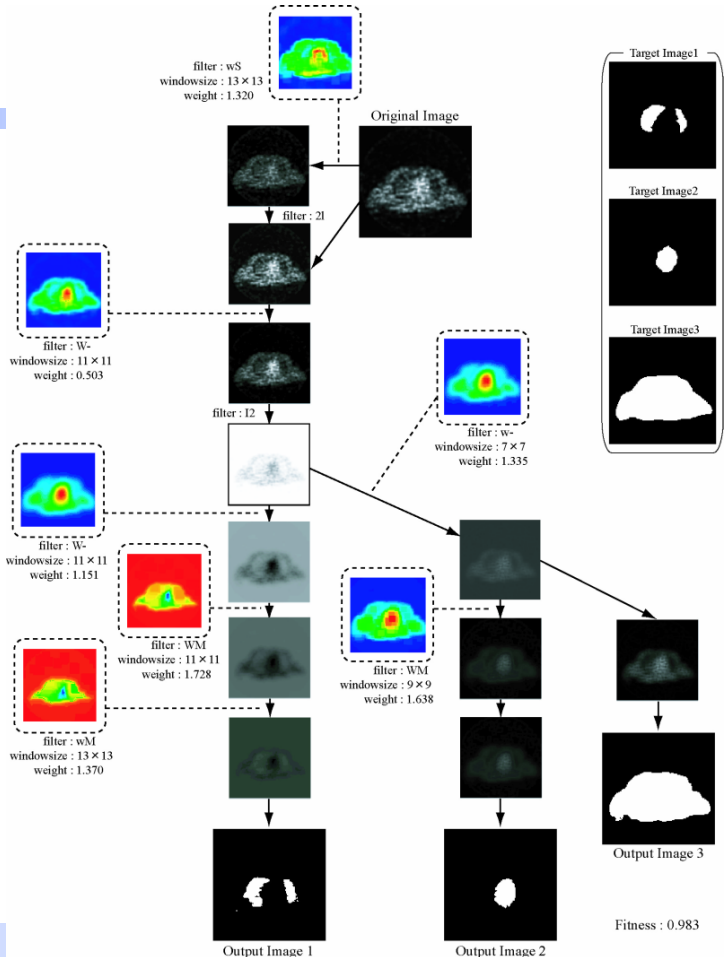 filter : wS
windowsize : 13×13
weight : 1.320
Original Image
Target Image1
filter : 2l
Target Image2
filter : W-
windowsize : 11×11
weight : 0.503
Target Image3
filter : I2
filter : w-
windowsize : 7×7
weight : 1.335
filter : W-
windowsize : 11×11
weight : 1.151
filter : WM
windowsize : 11×11
weight : 1.728
filter : WM
windowsize : 9×9
weight : 1.638
filter : wM
windowsize : 13×13
weight : 1.370
Output Image 3
Fitness : 0.983
Output Image 1
Output Image 2